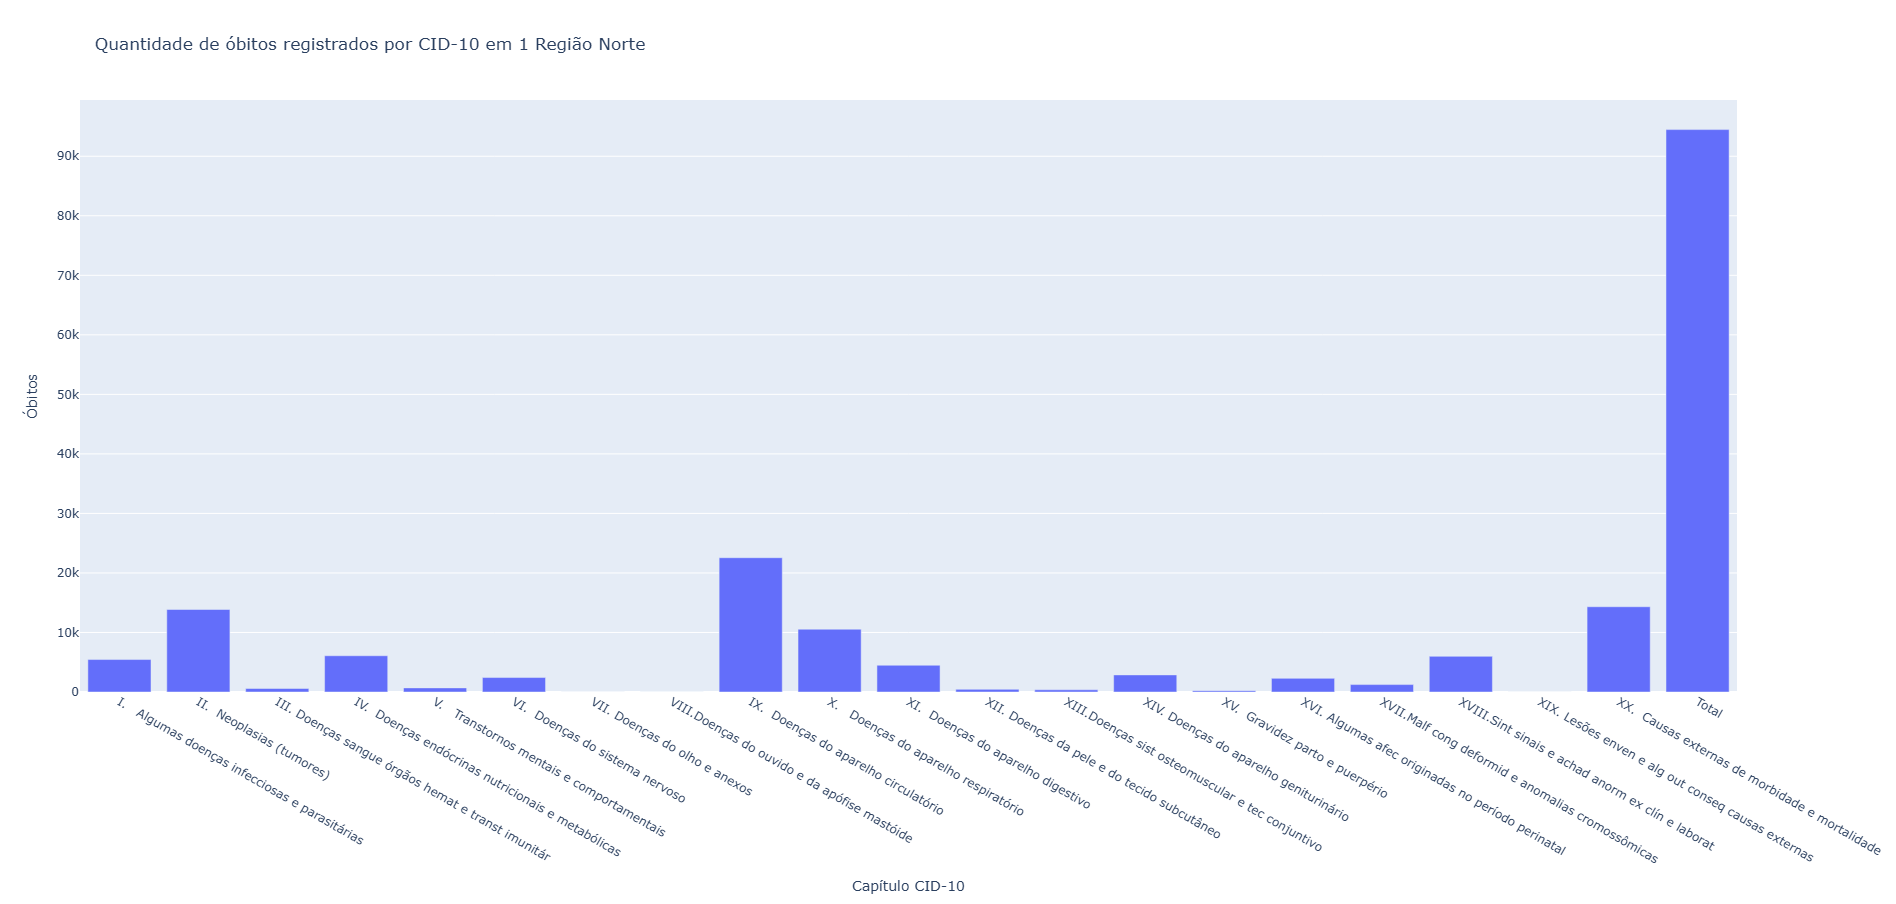 Quantidade de óbitos registrados por CID-10 em 1 Região Norte
90k
80k
70k
60k
50k
40k
30k
20k
10k
0
Óbitos
I.   Algumas doenças infecciosas e parasitárias
II.  Neoplasias (tumores)
III. Doenças sangue órgãos hemat e transt imunitár
IV.  Doenças endócrinas nutricionais e metabólicas
V.   Transtornos mentais e comportamentais
VI.  Doenças do sistema nervoso
VII. Doenças do olho e anexos
VIII.Doenças do ouvido e da apófise mastóide
IX.  Doenças do aparelho circulatório
X.   Doenças do aparelho respiratório
XI.  Doenças do aparelho digestivo
XII. Doenças da pele e do tecido subcutâneo
XIII.Doenças sist osteomuscular e tec conjuntivo
XIV. Doenças do aparelho geniturinário
XV.  Gravidez parto e puerpério
XVI. Algumas afec originadas no período perinatal
XVII.Malf cong deformid e anomalias cromossômicas
XVIII.Sint sinais e achad anorm ex clín e laborat
XIX. Lesões enven e alg out conseq causas externas
XX.  Causas externas de morbidade e mortalidade
Total
Capítulo CID-10